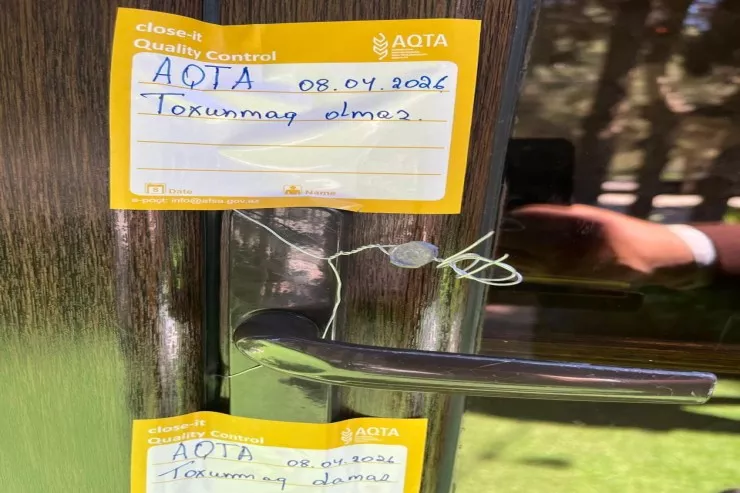 close-it
Quality Control
AQTA
AQTA 08.04.2026
Toxunmaq olmaz.
Date Name
e-poçt: info@afsa.gov.az
close-it
Quality Control
AQTA
AQTA 08.04.2026
Toxunmaq olmaz